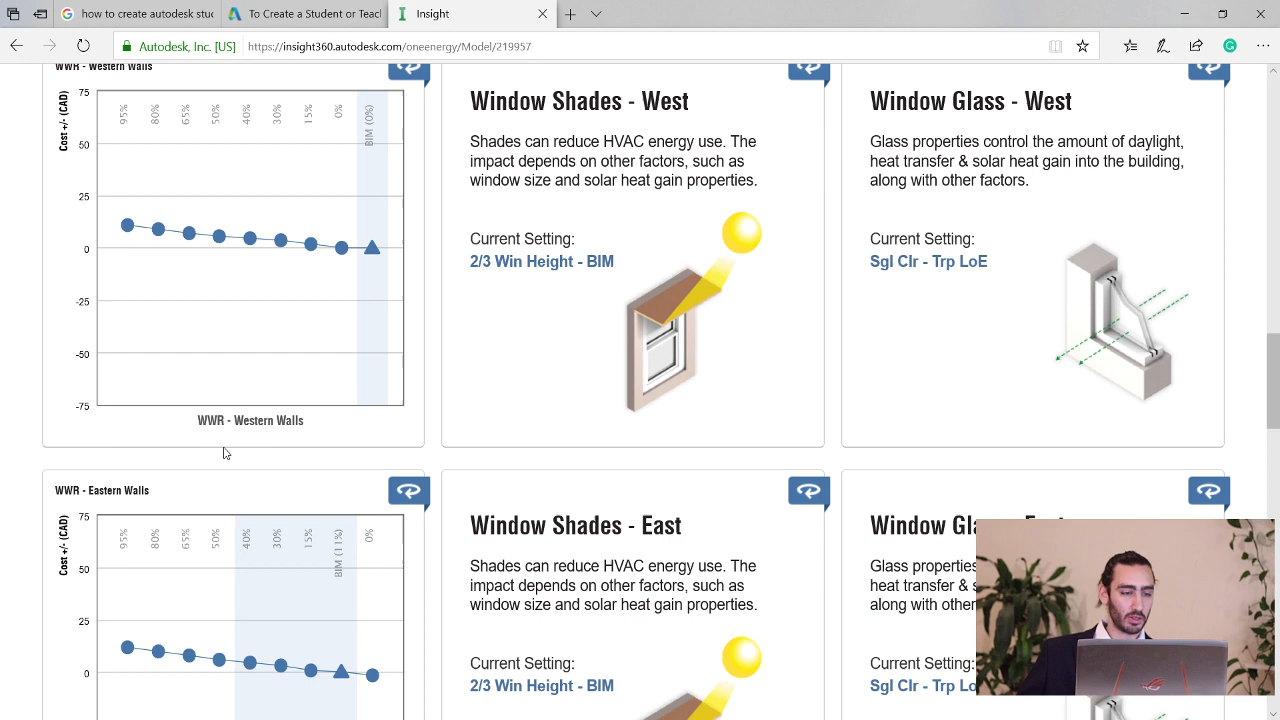 how to model site wo
A Student or Teac
Insight
Autodesk, Inc. [US]
https://insight360.autodesk.com/oneenergy/Model/219957
WWR - Western Walls
Cost +/- (CAD)
75
50
25
0
-25
-50
-75
95%
80%
65%
50%
40%
30%
15%
0%
BIM (0%)
WWR - Western Walls
Window Shades - West
Shades can reduce HVAC energy use. The
impact depends on other factors, such as
window size and solar heat gain properties.
Current Setting:
2/3 Win Height - BIM
Window Glass - West
Glass properties control the amount of daylight,
heat transfer & solar heat gain into the building,
along with other factors.
Current Setting:
Sgl Clr - Trp LoE
WWR - Eastern Walls
Cost +/- (CAD)
75
50
25
0
95%
80%
65%
50%
40%
30%
15%
BIM (11%)
0%
Window Shades - East
Shades can reduce HVAC energy use. The
impact depends on other factors, such as
window size and solar heat gain properties.
Current Setting:
2/3 Win Height - BIM
Window
Glass properties
heat transfer &
along with other
Current Setting:
Sgl Clr - Trp